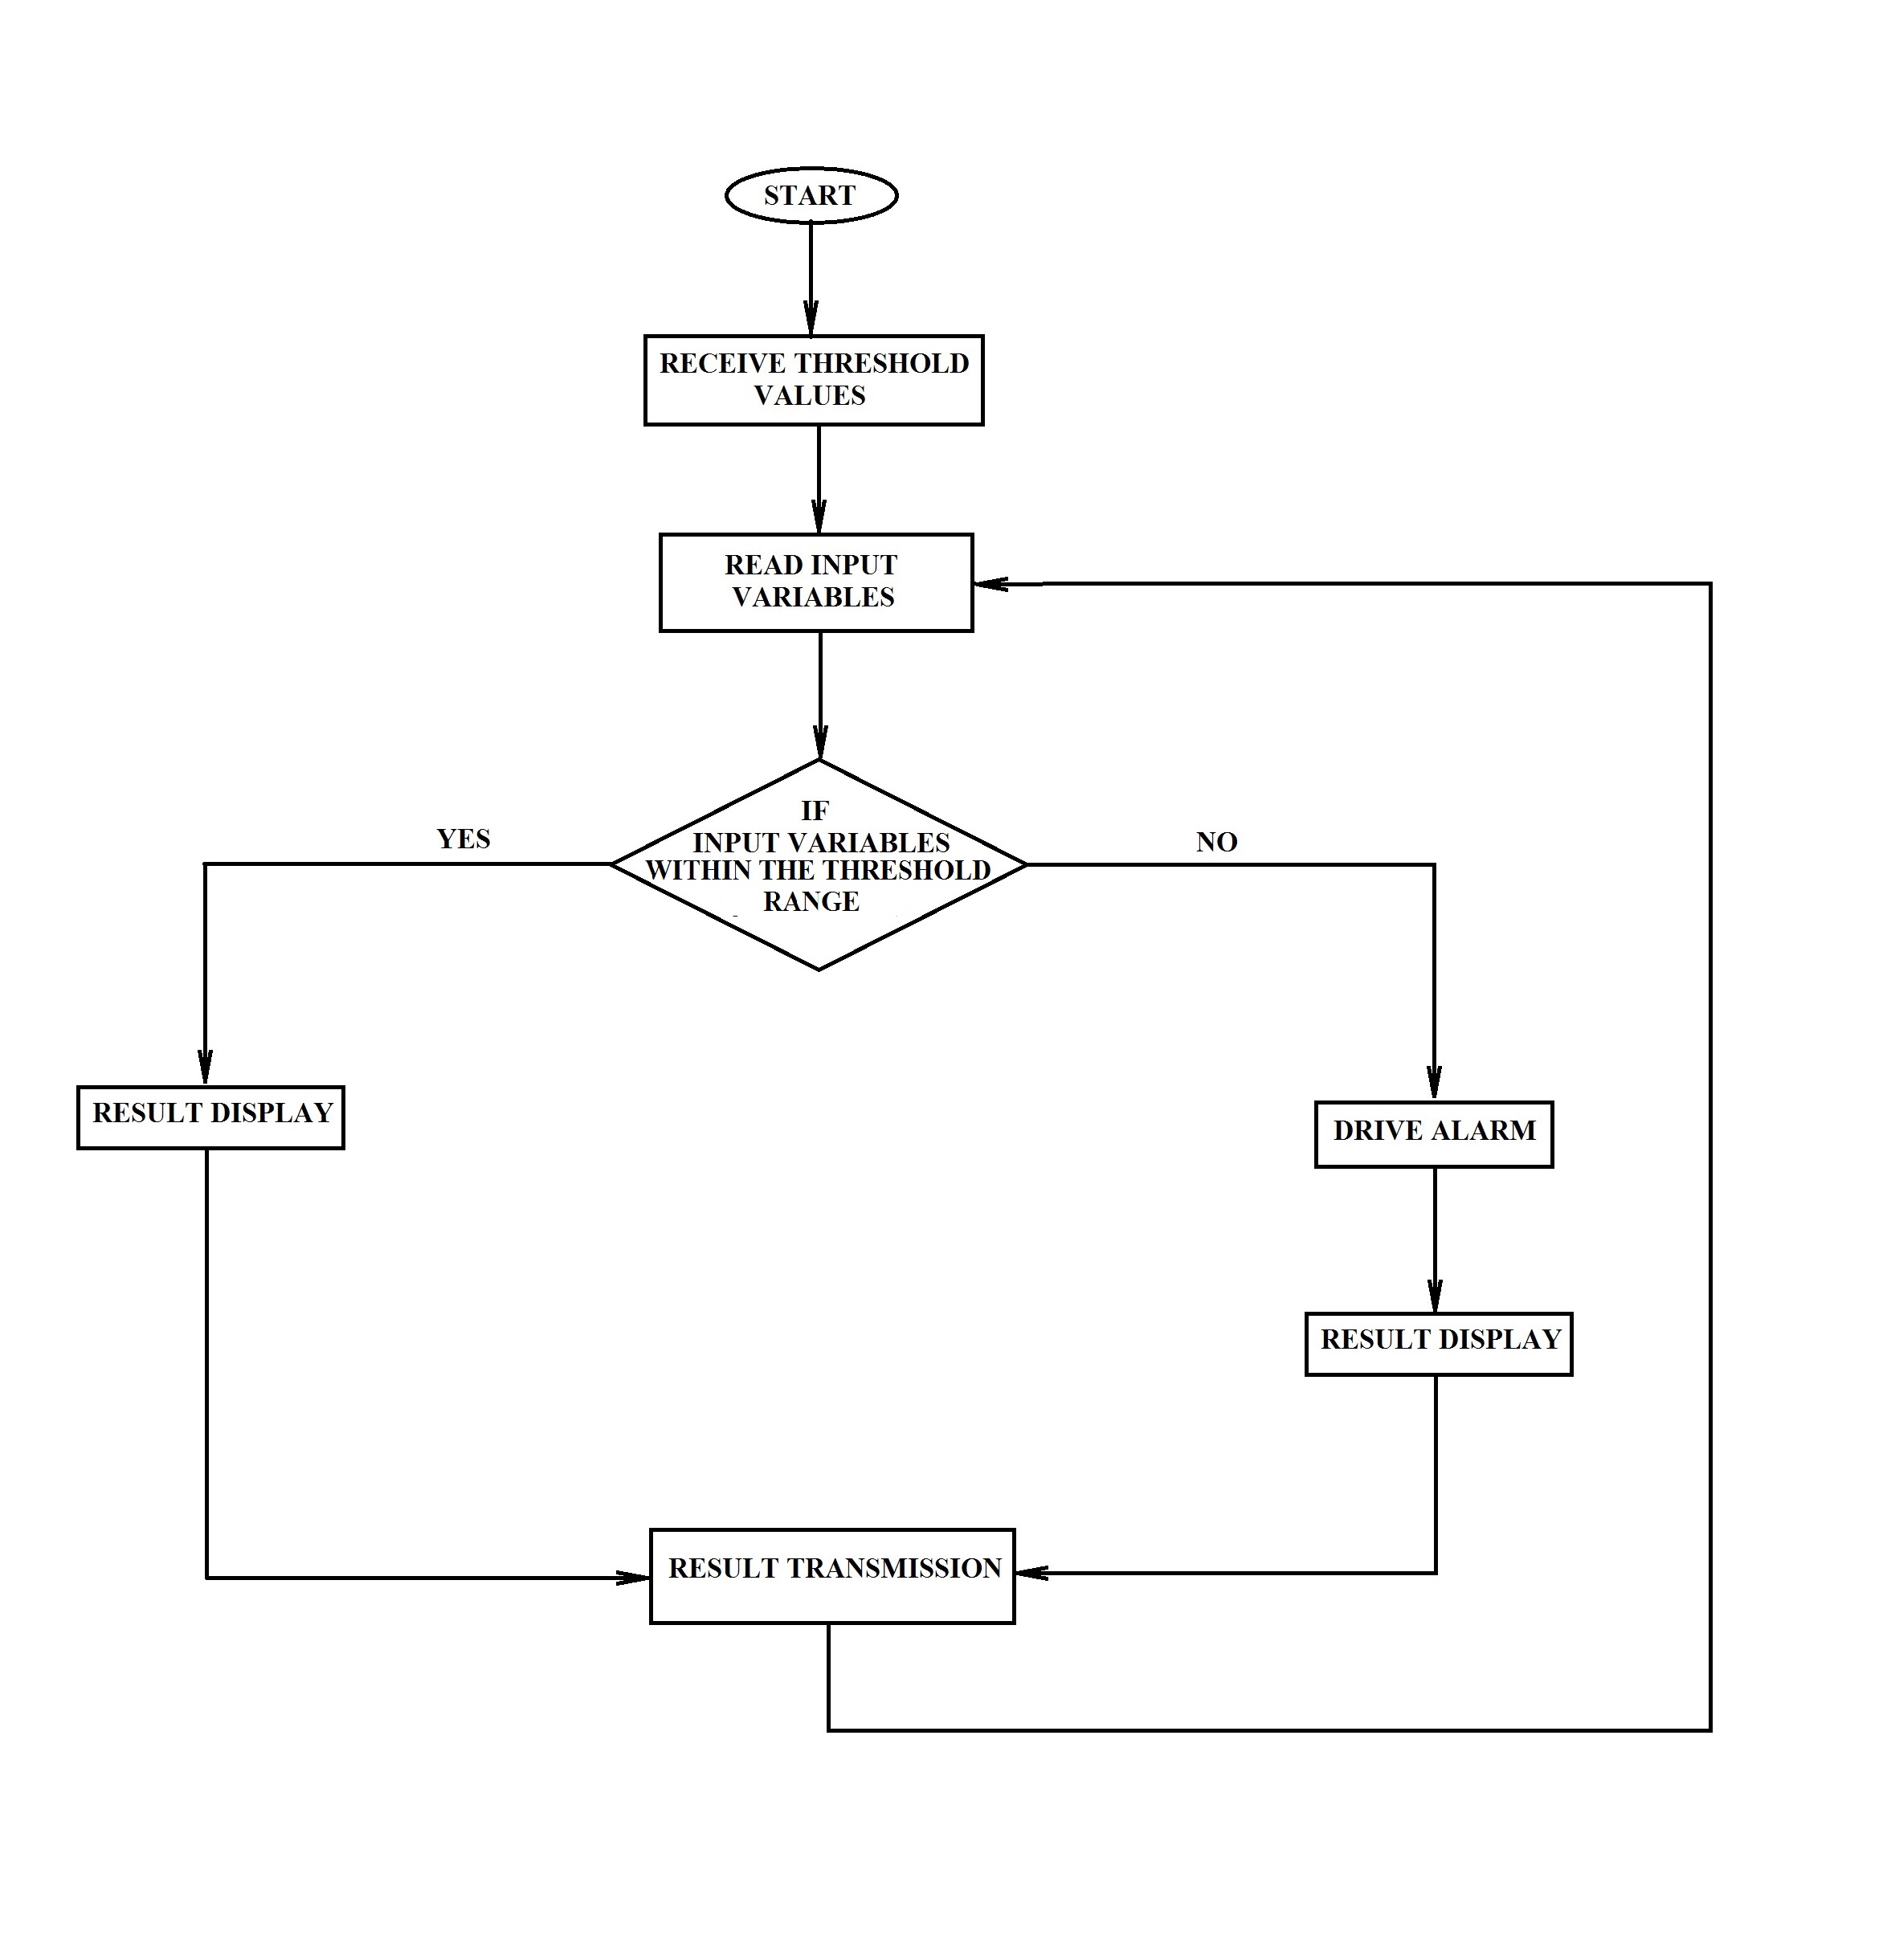 START
RECEIVE THRESHOLD
VALUES
READ INPUT
VARIABLES
IF
INPUT VARIABLES
WITHIN THE THRESHOLD
RANGE
YES
NO
RESULT DISPLAY
DRIVE ALARM
RESULT DISPLAY
RESULT TRANSMISSION